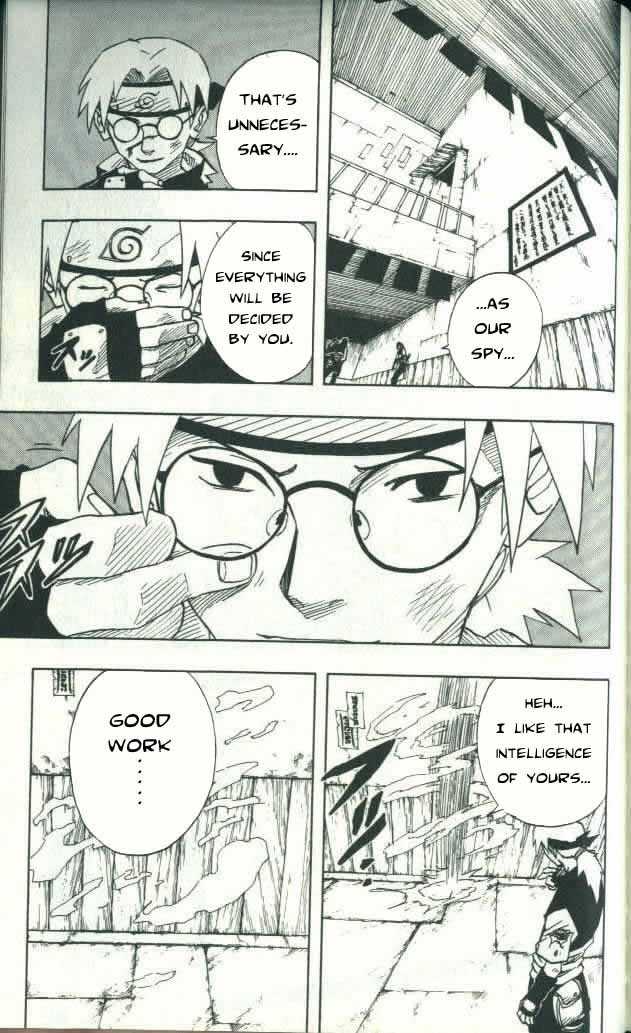 ...AS
OUR
SPY...
THAT'S
UNNECES-
SARY....
SINCE
EVERYTHING
WILL BE
DECIDED
BY YOU.
HEH...
I LIKE THAT
INTELLIGENCE
OF YOURS...
GOOD
WORK
.....